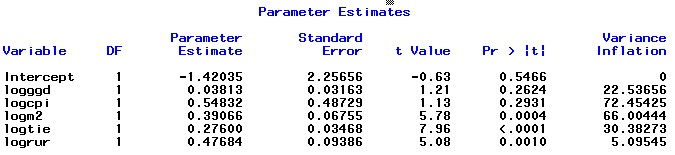 Parameter Estimates
Parameter Standard Variance
Variable DF Estimate Error t Value Pr > |t| Inflation
Intercept 1 -1.42035 2.25656 -0.63 0.5466 0
logggd 1 0.03813 0.03163 1.21 0.2624 22.53656
logcpi 1 0.54832 0.48729 1.13 0.2931 72.45425
logm2 1 0.39066 0.06755 5.78 0.0004 66.00444
logtie 1 0.27600 0.03468 7.96 <.0001 30.38273
logrur 1 0.47684 0.09386 5.08 0.0010 5.09545